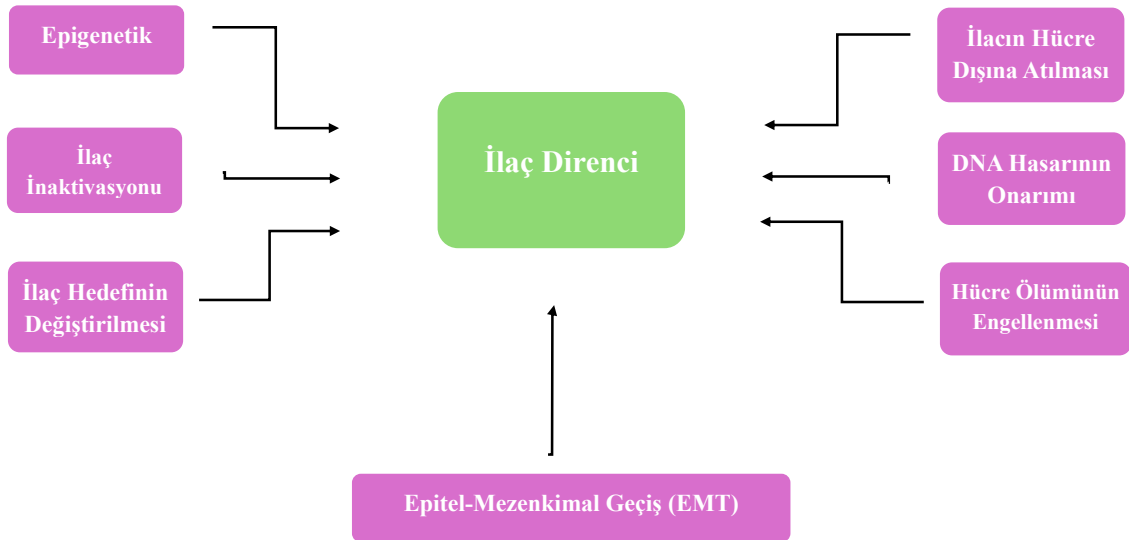 Epigenetik
İlaç
İnaktivasyonu
İlaç Hedefinin
Değiştirilmesi
İlaç Direnci
İlacın Hücre
Dışına Atılması
DNA Hasarının
Onarımı
Hücre Ölümünün
Engellenmesi
Epitel-Mezenkimal Geçiş (EMT)